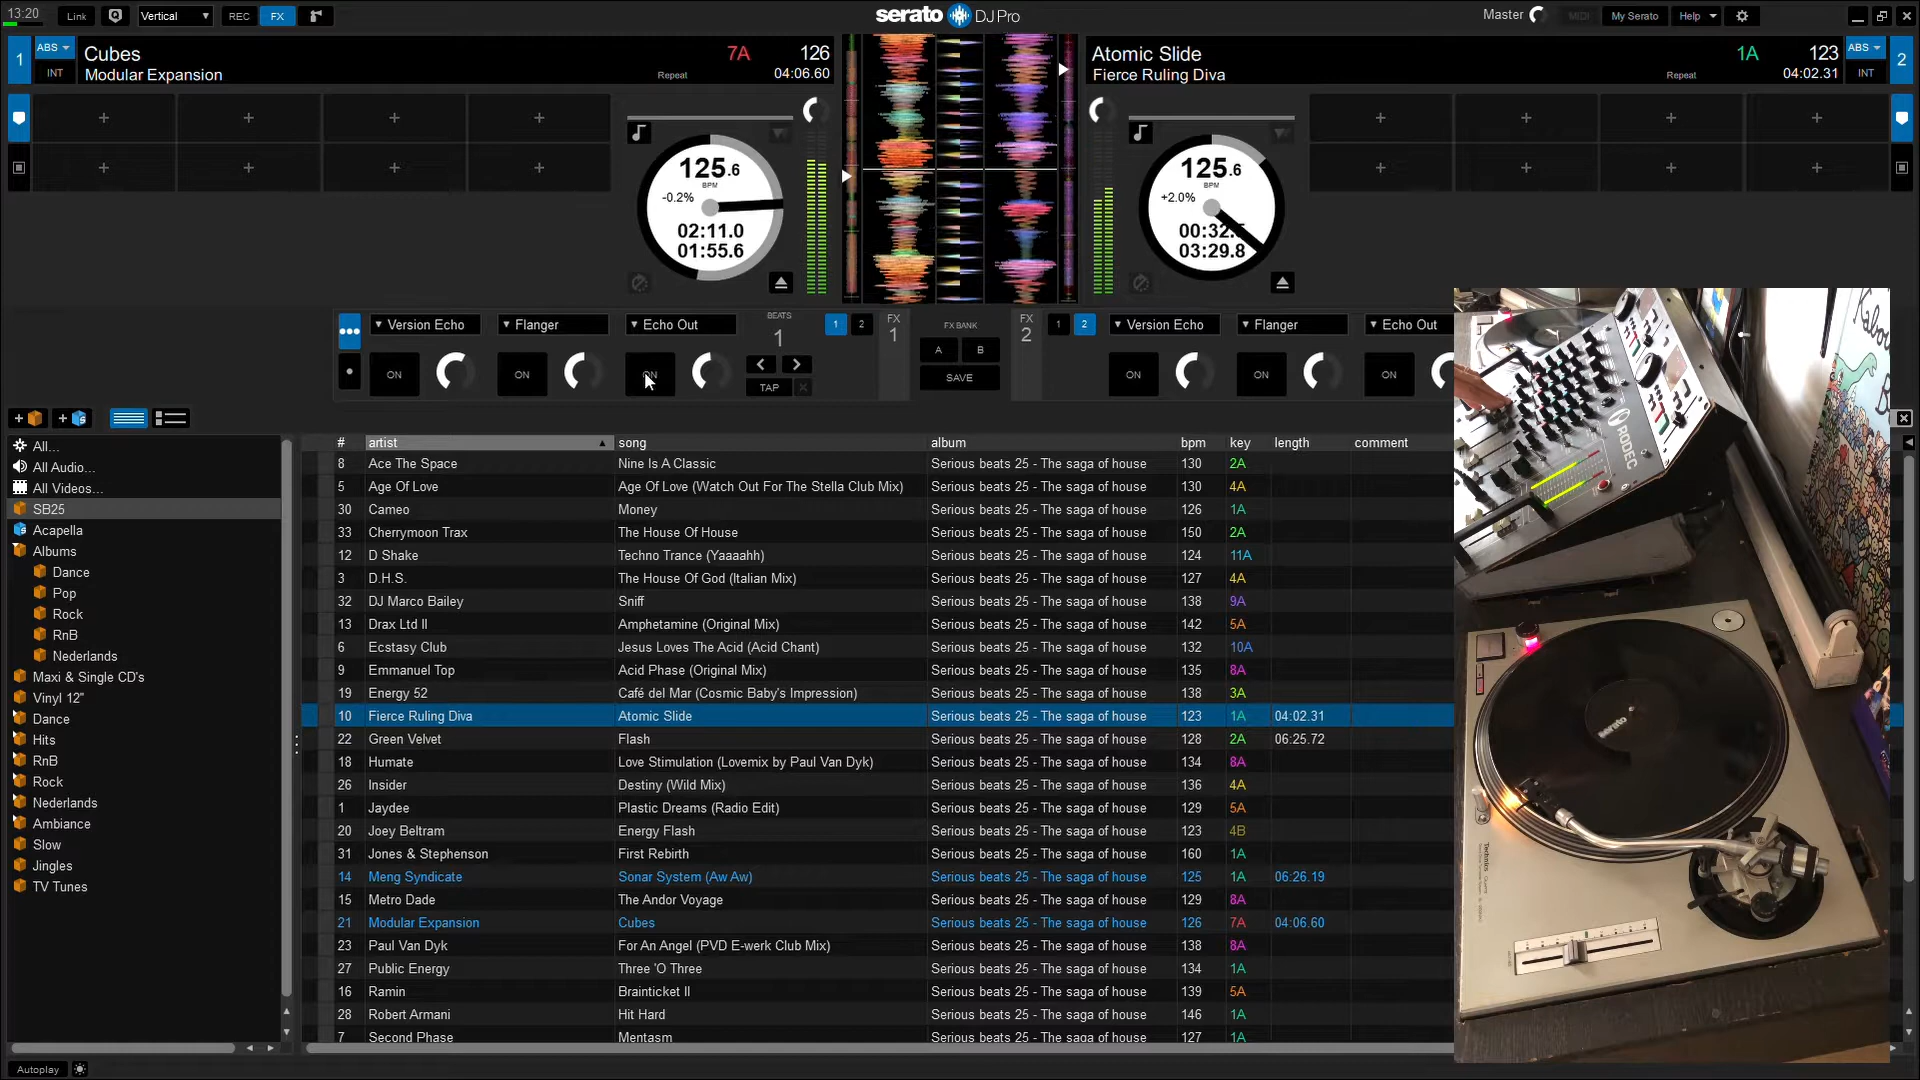 13:20
Link
Vertical
REC
FX
serato DJ Pro
Master
MIDI
My Serato
Help
1
ABS
INT
Cubes
Modular Expansion
7A
126
Repeat
04:06.60
Atomic Slide
Fierce Ruling Diva
1A
123
Repeat
04:02.31
ABS
INT
2
125.6
BPM
-0.2%
02:11.0
01:55.6
125.6
BPM
+2.0%
00:32.
03:29.8
Version Echo
Flanger
Echo Out
BEATS
1
1 2
FX
1
FX BANK
A B
SAVE
FX
2
1 2
Version Echo
Flanger
Echo Out
ON
ON
ON
TAP
ON
ON
ON
All...
All Audio...
All Videos...
SB25
Acapella
Albums
Dance
Pop
Rock
RnB
Nederlands
Maxi & Single CD's
Vinyl 12"
Dance
Hits
RnB
Rock
Nederlands
Ambiance
Slow
Jingles
TV Tunes
# artist song album bpm key length comment
8 Ace The Space Nine Is A Classic Serious beats 25 - The saga of house 130 2A
5 Age Of Love Age Of Love (Watch Out For The Stella Club Mix) Serious beats 25 - The saga of house 130 4A
30 Cameo Money Serious beats 25 - The saga of house 126 1A
33 Cherrymoon Trax The House Of House Serious beats 25 - The saga of house 150 2A
12 D Shake Techno Trance (Yaaaahh) Serious beats 25 - The saga of house 124 11A
3 D.H.S. The House Of God (Italian Mix) Serious beats 25 - The saga of house 127 4A
32 DJ Marco Bailey Sniff Serious beats 25 - The saga of house 138 9A
13 Drax Ltd II Amphetamine (Original Mix) Serious beats 25 - The saga of house 142 5A
6 Ecstasy Club Jesus Loves The Acid (Acid Chant) Serious beats 25 - The saga of house 132 10A
9 Emmanuel Top Acid Phase (Original Mix) Serious beats 25 - The saga of house 135 8A
19 Energy 52 Café del Mar (Cosmic Baby's Impression) Serious beats 25 - The saga of house 138 3A
10 Fierce Ruling Diva Atomic Slide Serious beats 25 - The saga of house 123 1A 04:02.31
22 Green Velvet Flash Serious beats 25 - The saga of house 128 2A 06:25.72
18 Humate Love Stimulation (Lovemix by Paul Van Dyk) Serious beats 25 - The saga of house 134 8A
26 Insider Destiny (Wild Mix) Serious beats 25 - The saga of house 136 4A
1 Jaydee Plastic Dreams (Radio Edit) Serious beats 25 - The saga of house 129 5A
20 Joey Beltram Energy Flash Serious beats 25 - The saga of house 123 4B
31 Jones & Stephenson First Rebirth Serious beats 25 - The saga of house 160 1A
14 Meng Syndicate Sonar System (Aw Aw) Serious beats 25 - The saga of house 125 1A 06:26.19
15 Metro Dade The Andor Voyage Serious beats 25 - The saga of house 129 8A
21 Modular Expansion Cubes Serious beats 25 - The saga of house 126 7A 04:06.60
23 Paul Van Dyk For An Angel (PVD E-werk Club Mix) Serious beats 25 - The saga of house 138 8A
27 Public Energy Three 'O Three Serious beats 25 - The saga of house 134 1A
16 Ramin Brainticket II Serious beats 25 - The saga of house 139 5A
28 Robert Armani Hit Hard Serious beats 25 - The saga of house 146 1A
7 Second Phase Mentasm Serious beats 25 - The saga of house 127 1A
Autoplay
RODEC
serato
Technics